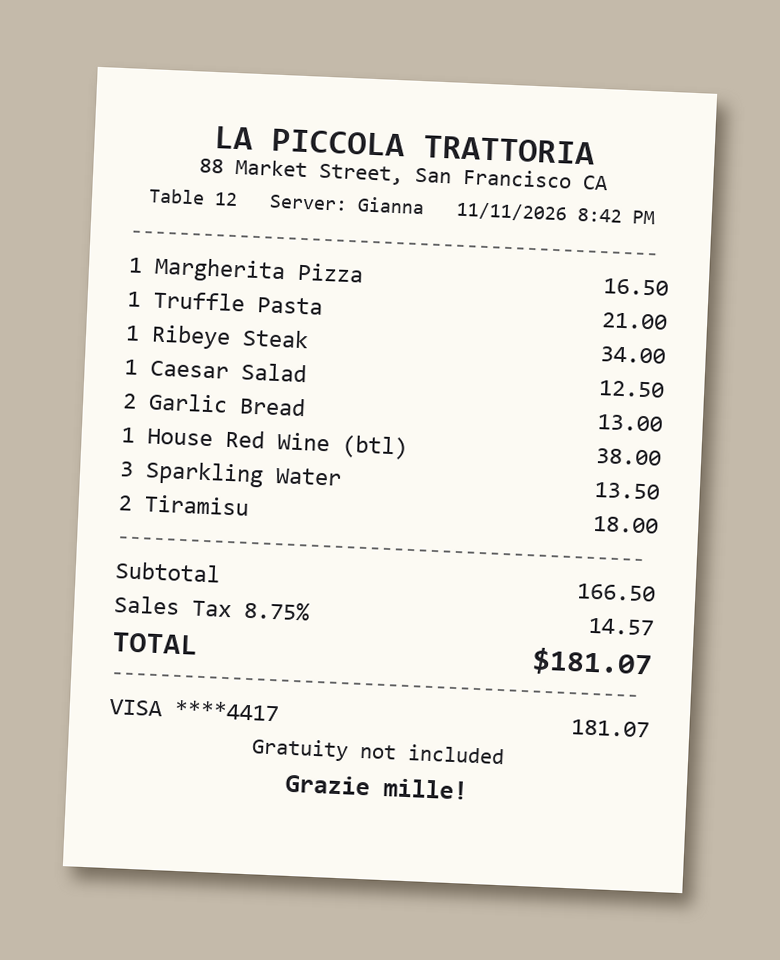 LA PICCOLA TRATTORIA
88 Market Street, San Francisco CA
Table 12 Server: Gianna 11/11/2026 8:42 PM
1 Margherita Pizza 16.50
1 Truffle Pasta 21.00
1 Ribeye Steak 34.00
1 Caesar Salad 12.50
2 Garlic Bread 13.00
1 House Red Wine (btl) 38.00
3 Sparkling Water 13.50
2 Tiramisu 18.00
Subtotal 166.50
Sales Tax 8.75% 14.57
TOTAL $181.07
VISA ****4417 181.07
Gratuity not included
Grazie mille!